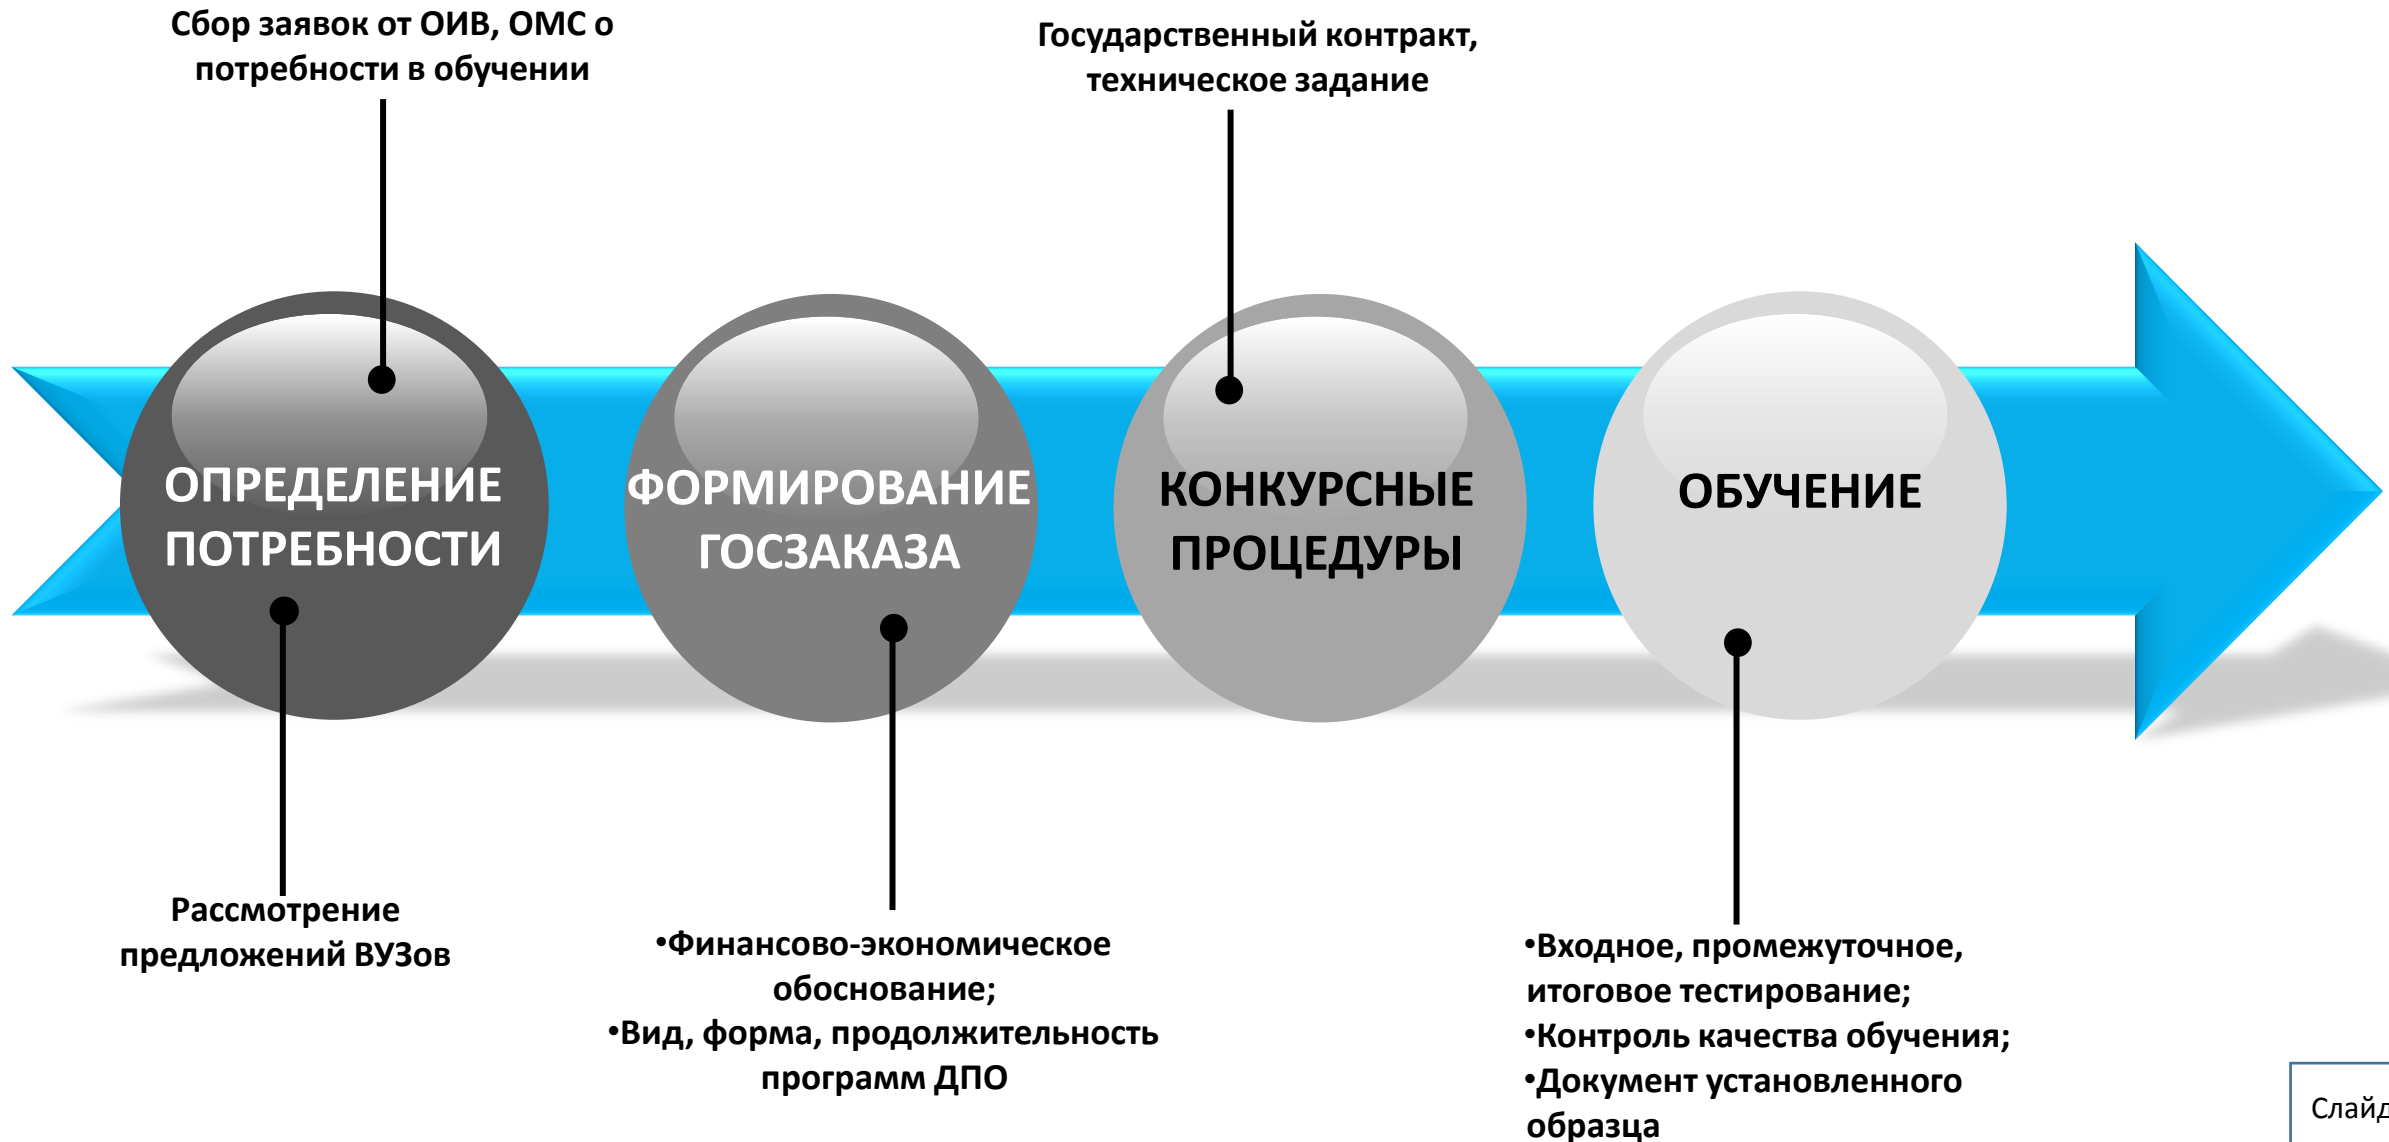 Сбор заявок от ОИВ, ОМС о
потребности в обучении
Государственный контракт,
техническое задание
ОПРЕДЕЛЕНИЕ
ПОТРЕБНОСТИ
ФОРМИРОВАНИЕ
ГОСЗАКАЗА
КОНКУРСНЫЕ
ПРОЦЕДУРЫ
ОБУЧЕНИЕ
Рассмотрение
предложений ВУЗов
•Финансово-экономическое
обоснование;
•Вид, форма, продолжительность
программ ДПО
•Входное, промежуточное,
итоговое тестирование;
•Контроль качества обучения;
•Документ установленного
образца
Слайд